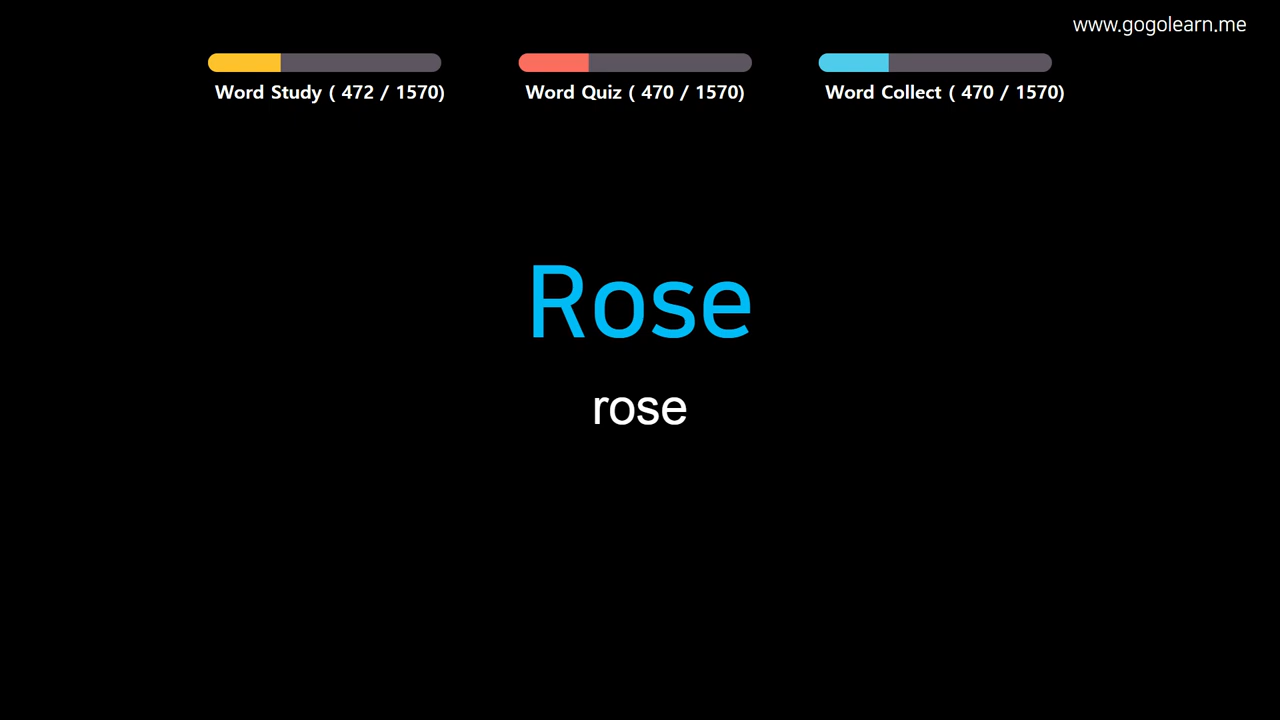 www.gogolearn.me
Word Study ( 472 / 1570)
Word Quiz ( 470 / 1570)
Word Collect ( 470 / 1570)
Rose
rose